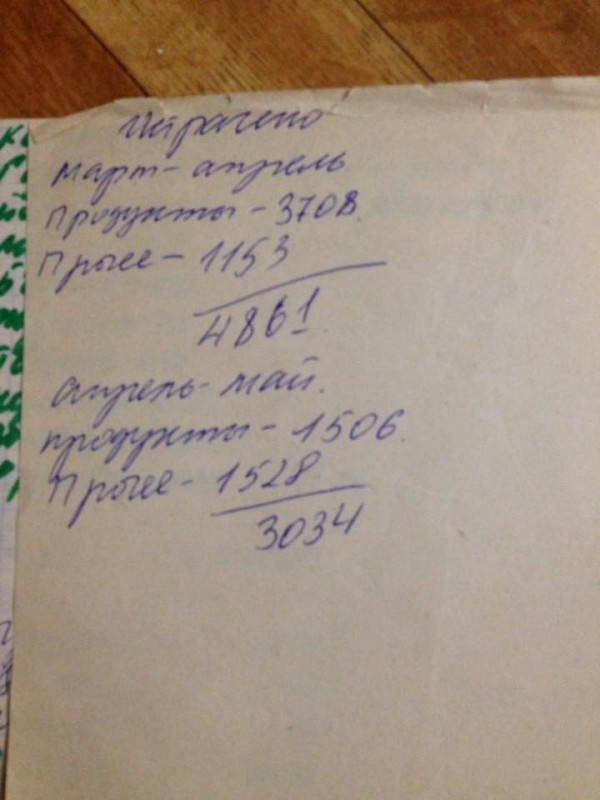 Истрачено
март - апрель
Продукты - 3708
Прочее - 1153
4861
апрель - май.
продукты - 1506.
Прочее - 1528
3034